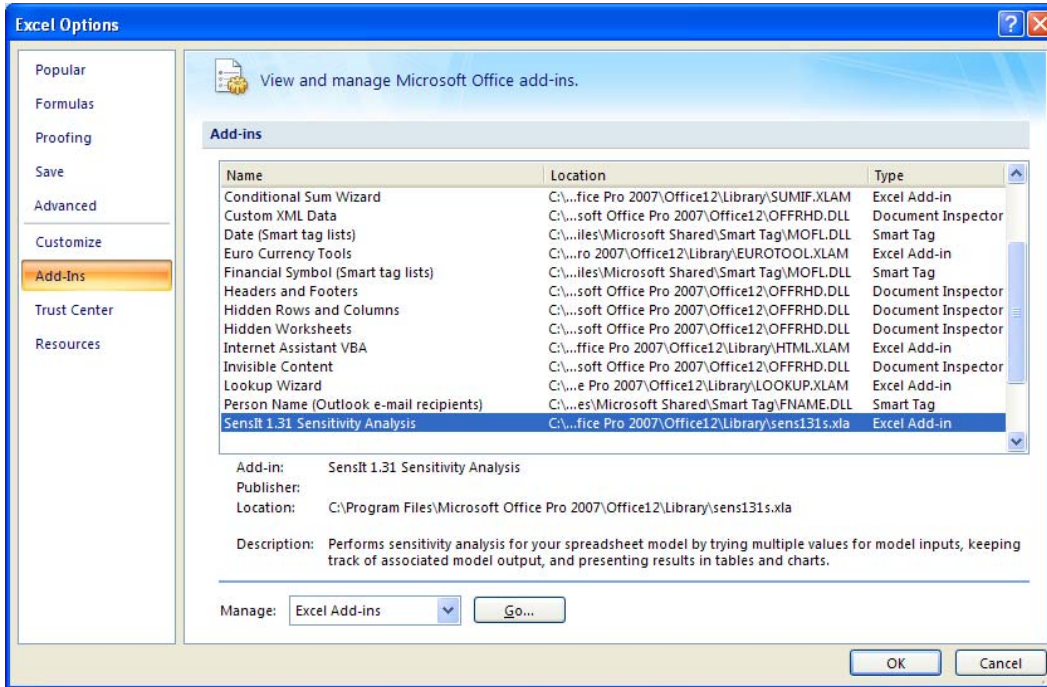 Excel Options
Popular
Formulas
Proofing
Save
Advanced
Customize
Add-Ins
Trust Center
Resources
View and manage Microsoft Office add-ins.
Add-ins
Name Location Type
Conditional Sum Wizard C:\...fice Pro 2007\Office12\Library\SUMIF.XLAM Excel Add-in
Custom XML Data C:\...soft Office Pro 2007\Office12\OFFRHD.DLL Document Inspector
Date (Smart tag lists) C:\...iles\Microsoft Shared\Smart Tag\MOFL.DLL Smart Tag
Euro Currency Tools C:\...ro 2007\Office12\Library\EUROTOOL.XLAM Excel Add-in
Financial Symbol (Smart tag lists) C:\...iles\Microsoft Shared\Smart Tag\MOFL.DLL Smart Tag
Headers and Footers C:\...soft Office Pro 2007\Office12\OFFRHD.DLL Document Inspector
Hidden Rows and Columns C:\...soft Office Pro 2007\Office12\OFFRHD.DLL Document Inspector
Hidden Worksheets C:\...soft Office Pro 2007\Office12\OFFRHD.DLL Document Inspector
Internet Assistant VBA C:\...ffice Pro 2007\Office12\Library\HTML.XLAM Excel Add-in
Invisible Content C:\...soft Office Pro 2007\Office12\OFFRHD.DLL Document Inspector
Lookup Wizard C:\...e Pro 2007\Office12\Library\LOOKUP.XLAM Excel Add-in
Person Name (Outlook e-mail recipients) C:\...es\Microsoft Shared\Smart Tag\FNAME.DLL Smart Tag
SensIt 1.31 Sensitivity Analysis C:\...fice Pro 2007\Office12\Library\sens131s.xla Excel Add-in
Add-in: SensIt 1.31 Sensitivity Analysis
Publisher:
Location: C:\Program Files\Microsoft Office Pro 2007\Office12\Library\sens131s.xla
Description: Performs sensitivity analysis for your spreadsheet model by trying multiple values for model inputs, keeping
track of associated model output, and presenting results in tables and charts.
Manage: Excel Add-ins Go...
OK Cancel